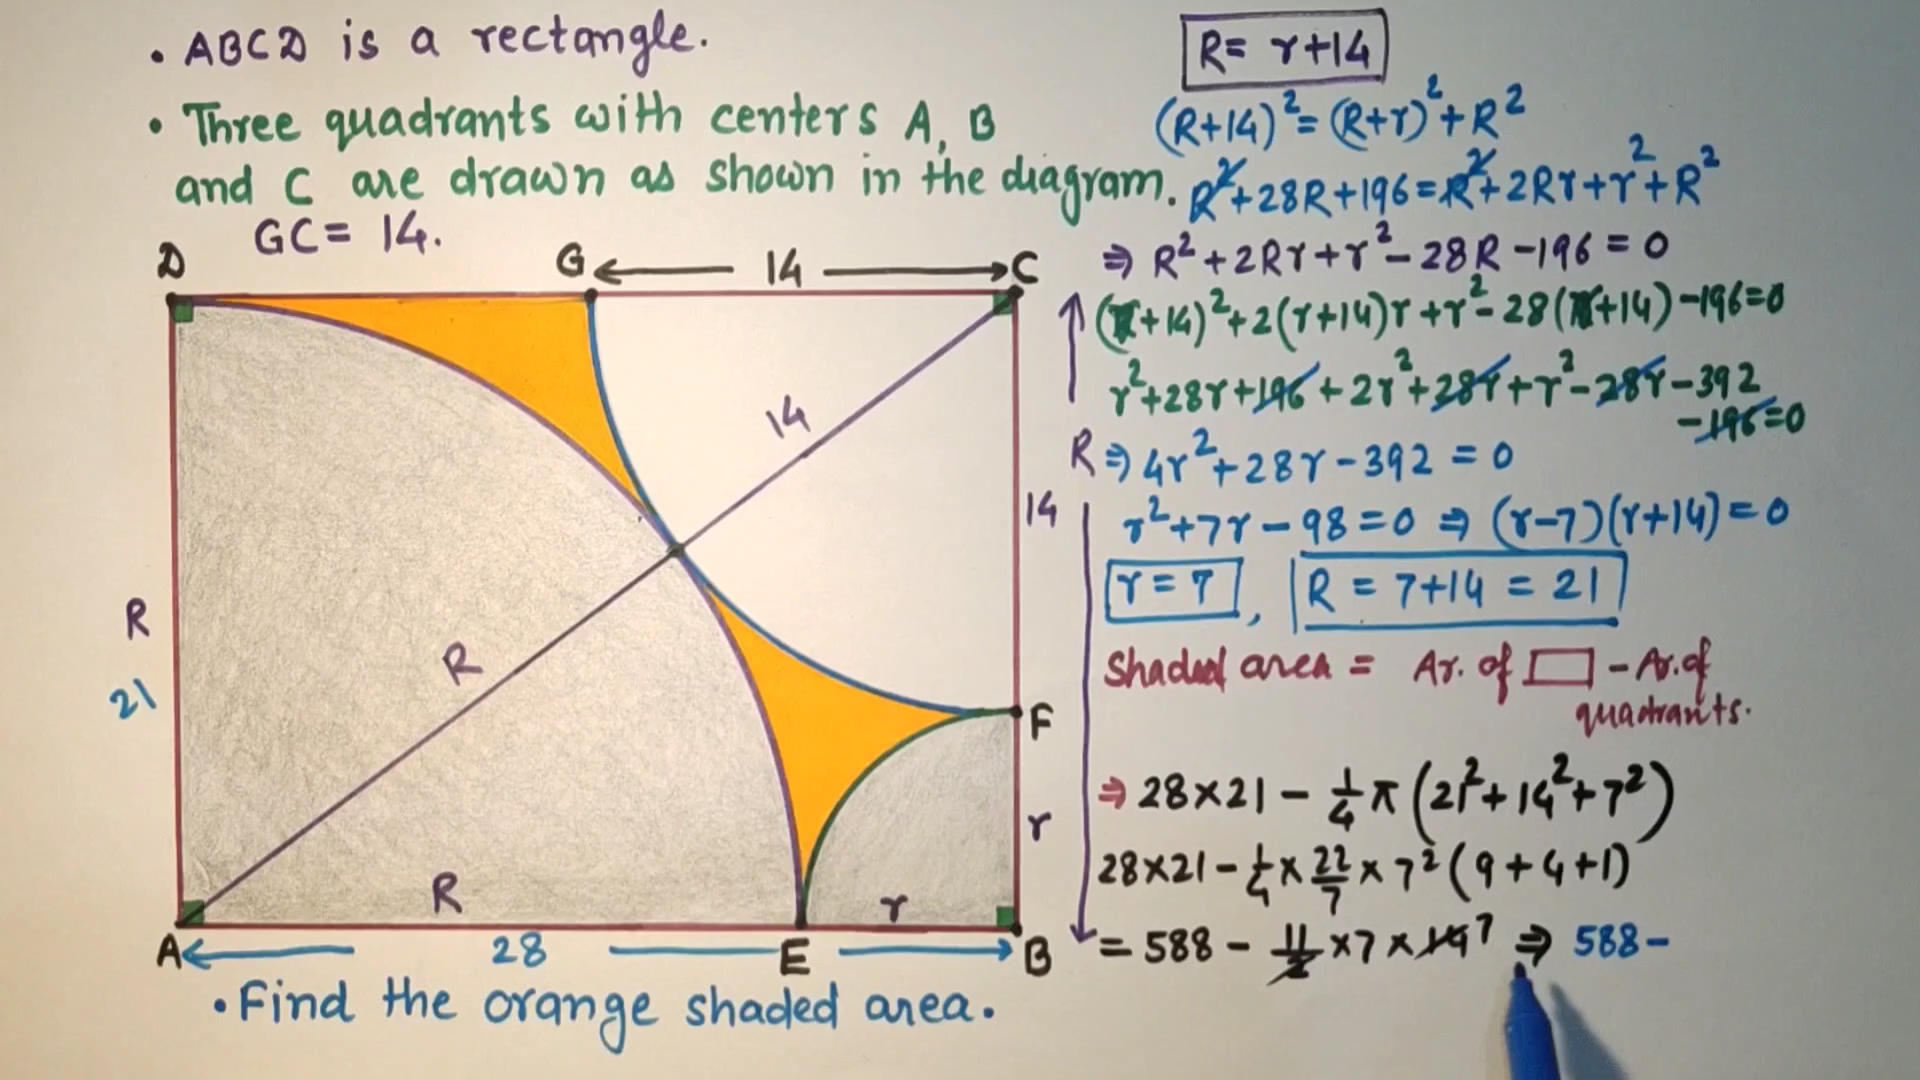 • ABCD is a rectangle.
• Three quadrants with centers A, B
and C are drawn as shown in the diagram.
GC = 14.
D G 14 C
14
R
21
R
14
F
r
R r
A 28 E B
• Find the orange shaded area.
R = r+14
(R+14)² = (R+r)² + R²
R² + 28R + 196 = R² + 2Rr + r² + R²
⇒ R² + 2Rr + r² - 28R - 196 = 0
(r+14)² + 2(r+14)r + r² - 28(r+14) - 196 = 0
r² + 28r + 196 + 2r² + 28r + r² - 28r - 392
- 196 = 0
R ⇒ 4r² + 28r - 392 = 0
r² + 7r - 98 = 0 ⇒ (r-7)(r+14) = 0
r = 7 , R = 7+14 = 21
Shaded area = Ar. of ▭ - Ar. of
quadrants.
⇒ 28×21 - 1/4 π (21² + 14² + 7²)
28×21 - 1/4 × 22/7 × 7² (9+4+1)
= 588 - 11/2 × 7 × 14 7 ⇒ 588 -